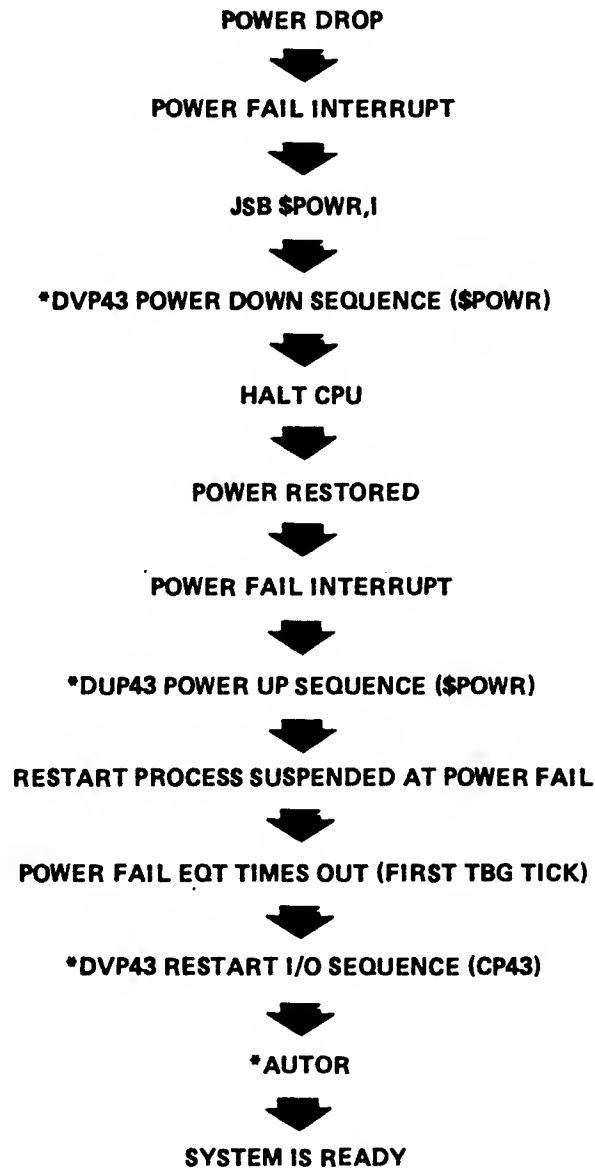 POWER DROP
POWER FAIL INTERRUPT
JSB $POWR,I
*DVP43 POWER DOWN SEQUENCE ($POWR)
HALT CPU
POWER RESTORED
POWER FAIL INTERRUPT
*DUP43 POWER UP SEQUENCE ($POWR)
RESTART PROCESS SUSPENDED AT POWER FAIL
POWER FAIL EQT TIMES OUT (FIRST TBG TICK)
*DVP43 RESTART I/O SEQUENCE (CP43)
*AUTOR
SYSTEM IS READY